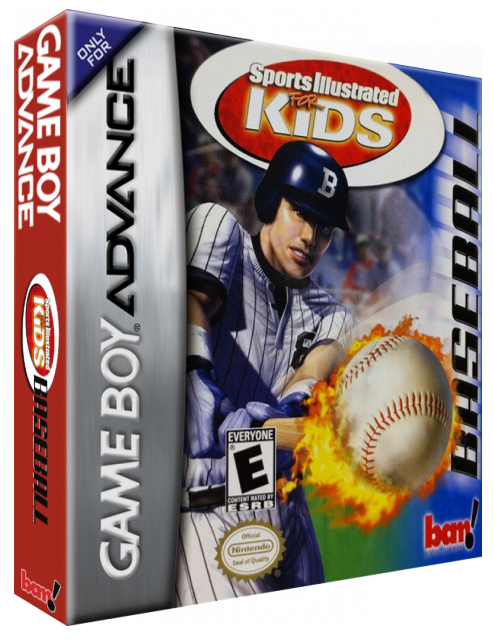 GAME BOY
ADVANCE
Sports Illustrated
KiDS
BASEBALL
bam!
ONLY
FOR
GAME BOY ADVANCE
Sports Illustrated
FOR
KiDS
BASEBALL
B
8
EVERYONE
E
CONTENT RATED BY
ESRB
Official
Nintendo
Seal of Quality
bam!